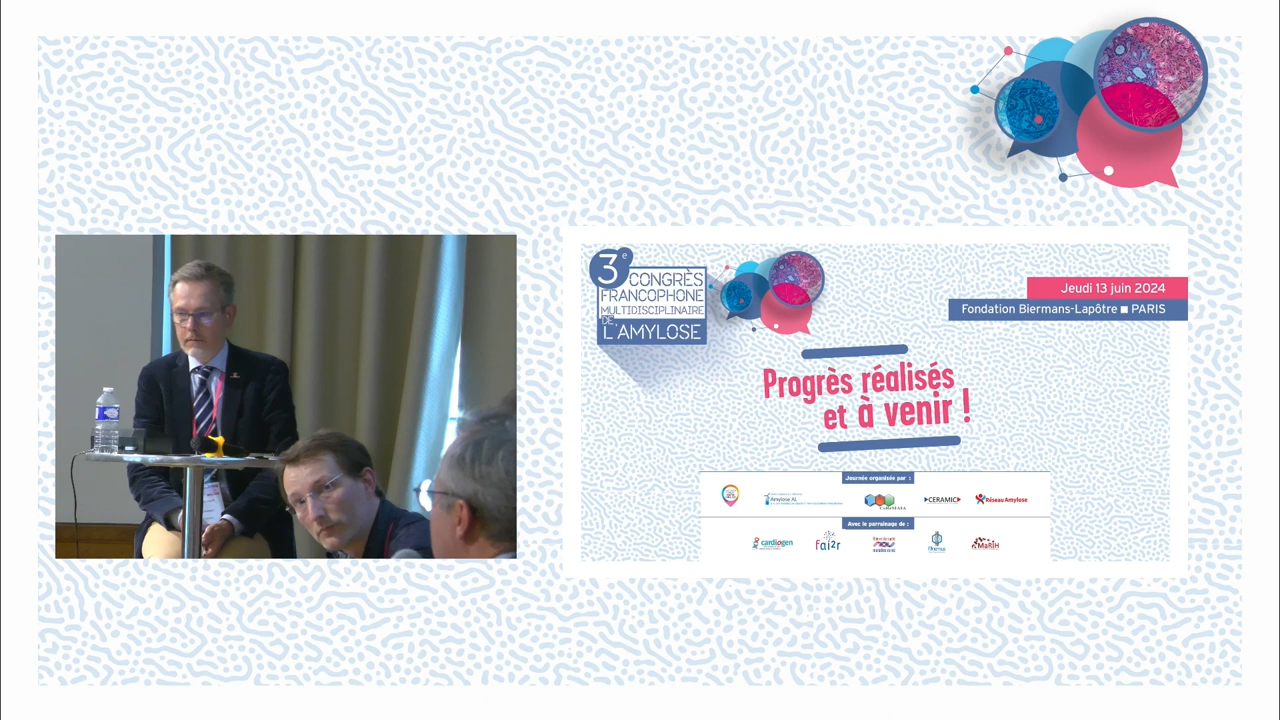 3e
CONGRÈS
FRANCOPHONE
MULTIDISCIPLINAIRE
DE
L'AMYLOSE
Jeudi 13 juin 2024
Fondation Biermans-Lapôtre ■ PARIS
Progrès réalisés
et à venir !
Journée organisée par :
Amylose AL
CERAMIC
Réseau Amylose
Avec le parrainage de :
cardiogen
fai2r
filnemus
MaRIH